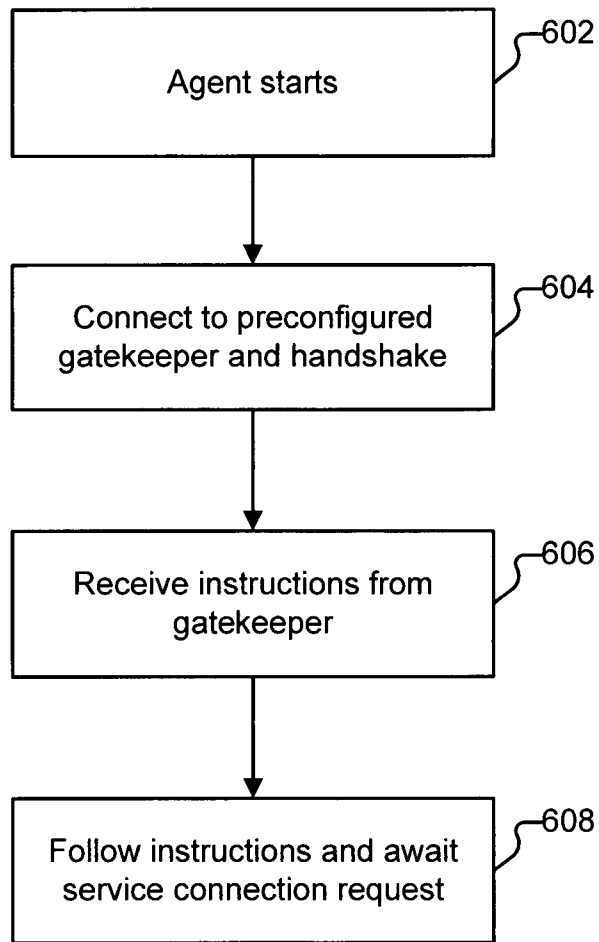 602
Agent starts
604
Connect to preconfigured
gatekeeper and handshake
606
Receive instructions from
gatekeeper
608
Follow instructions and await
service connection request